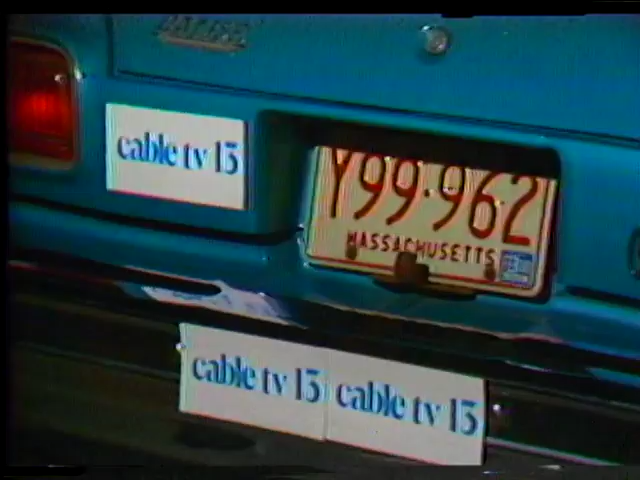 cable tv 13
Y99·962
MASSACHUSETTS
cable tv 13
cable tv 13